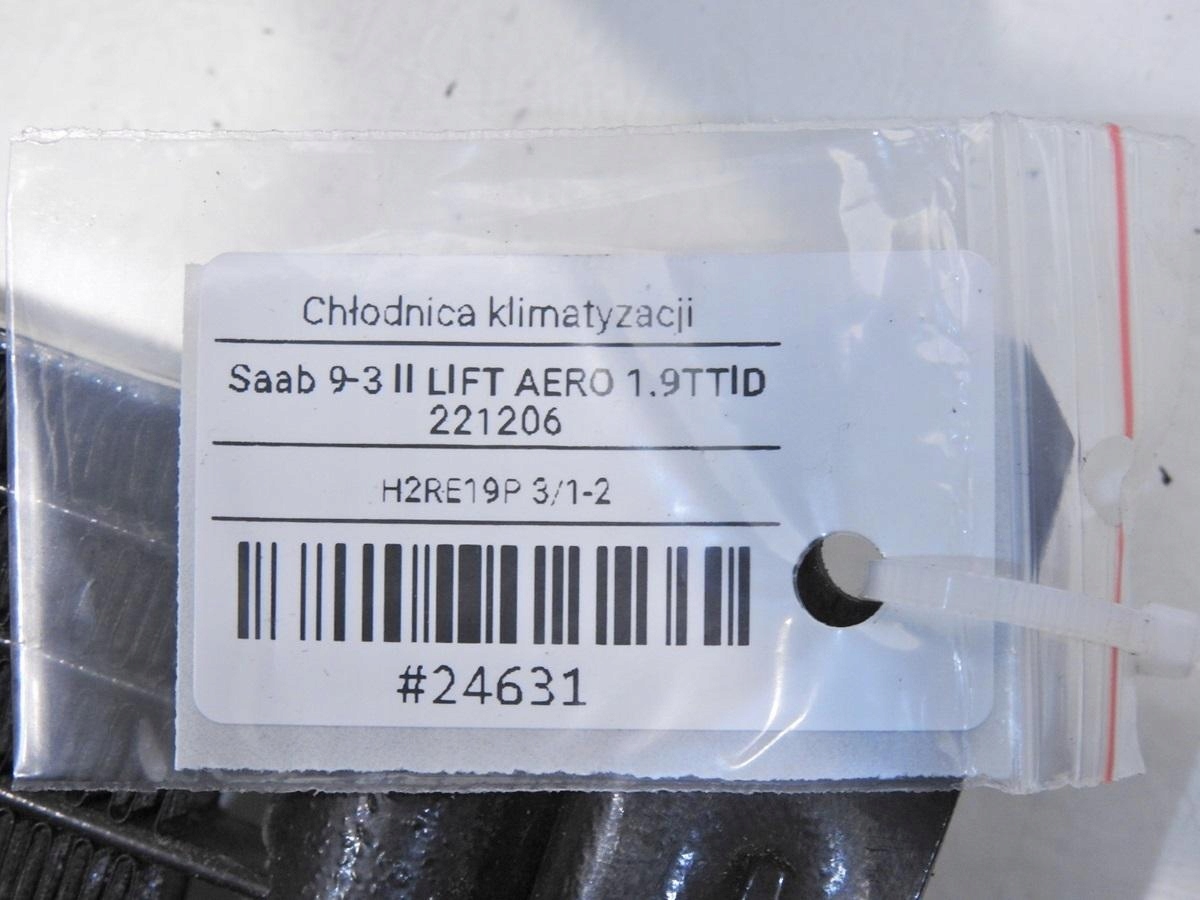 Chłodnica klimatyzacji
Saab 9-3 II LIFT AERO 1.9TTID
221206
H2RE19P 3/1-2
#24631